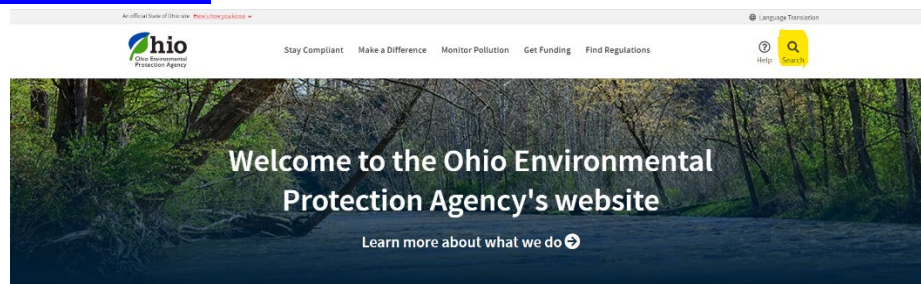 An official State of Ohio site. Here's how you know
Language Translation
Ohio
Ohio Environmental
Protection Agency
Stay Compliant Make a Difference Monitor Pollution Get Funding Find Regulations
Help Search
Welcome to the Ohio Environmental
Protection Agency's website
Learn more about what we do